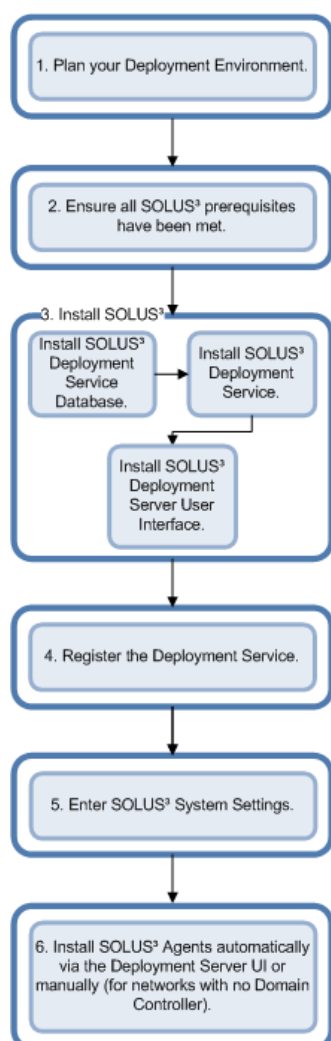 1. Plan your Deployment Environment.
2. Ensure all SOLUS³ prerequisites
have been met.
3. Install SOLUS³
Install SOLUS³
Deployment
Service
Database.
Install SOLUS³
Deployment
Service.
Install SOLUS³
Deployment
Server User
Interface.
4. Register the Deployment Service.
5. Enter SOLUS³ System Settings.
6. Install SOLUS³ Agents automatically
via the Deployment Server UI or
manually (for networks with no Domain
Controller).